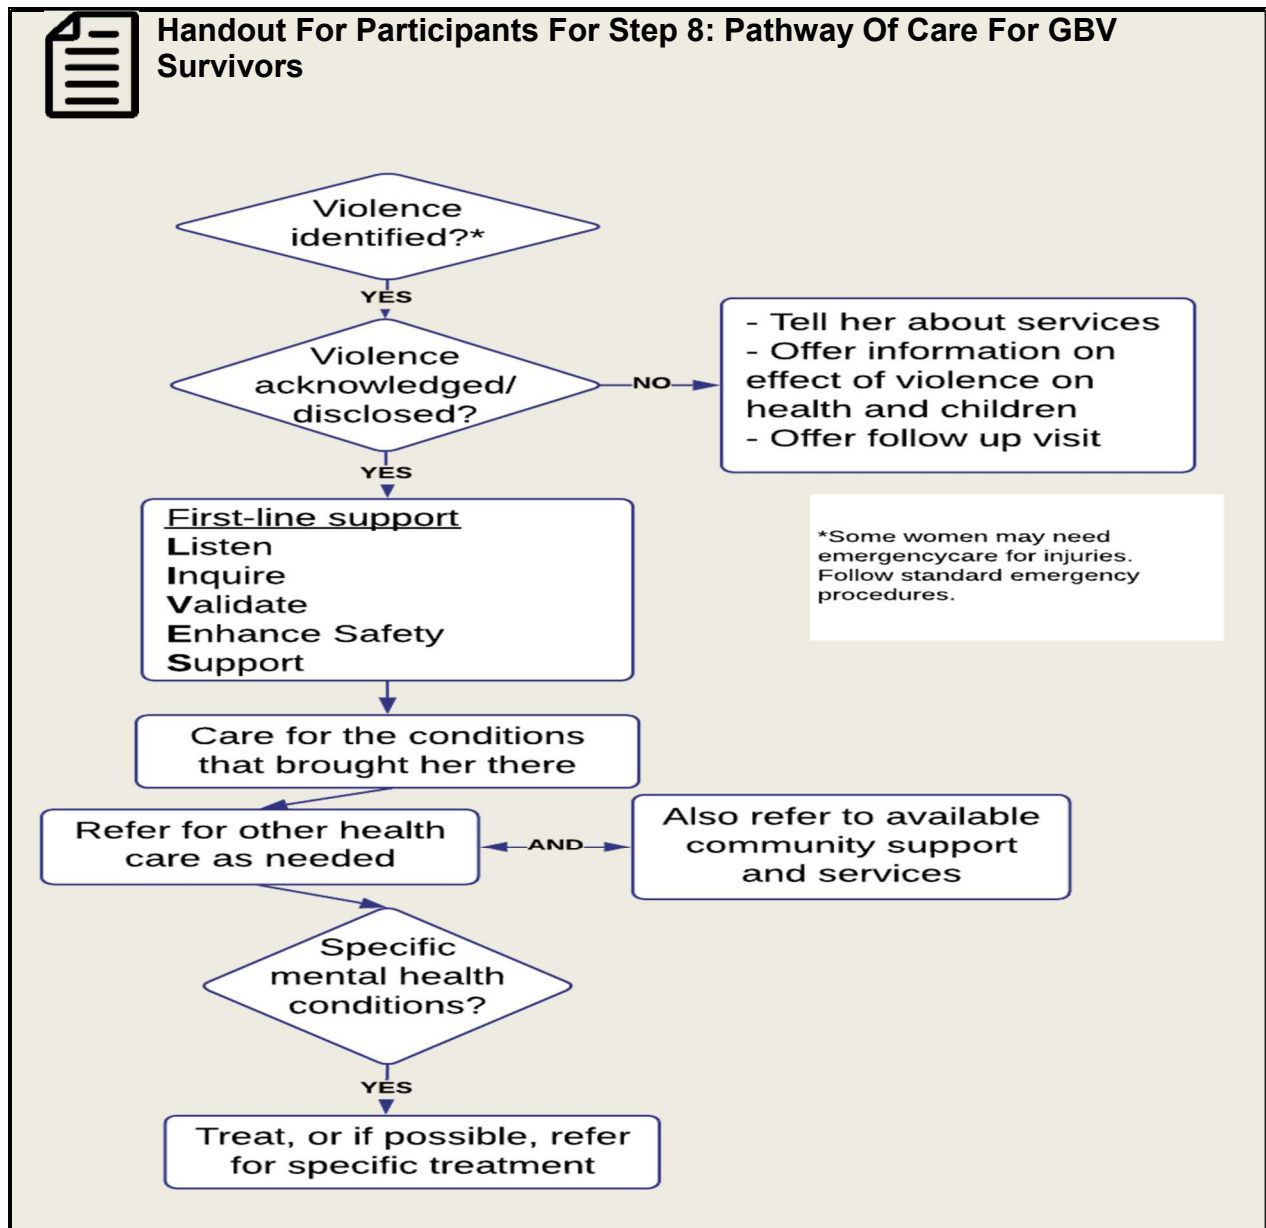 Handout For Participants For Step 8: Pathway Of Care For GBV
Survivors
Violence
identified?*
YES
Violence
acknowledged/
disclosed?
NO
- Tell her about services
- Offer information on
effect of violence on
health and children
- Offer follow up visit
YES
First-line support
Listen
Inquire
Validate
Enhance Safety
Support
*Some women may need
emergencycare for injuries.
Follow standard emergency
procedures.
Care for the conditions
that brought her there
Refer for other health
care as needed
AND
Also refer to available
community support
and services
Specific
mental health
conditions?
YES
Treat, or if possible, refer
for specific treatment